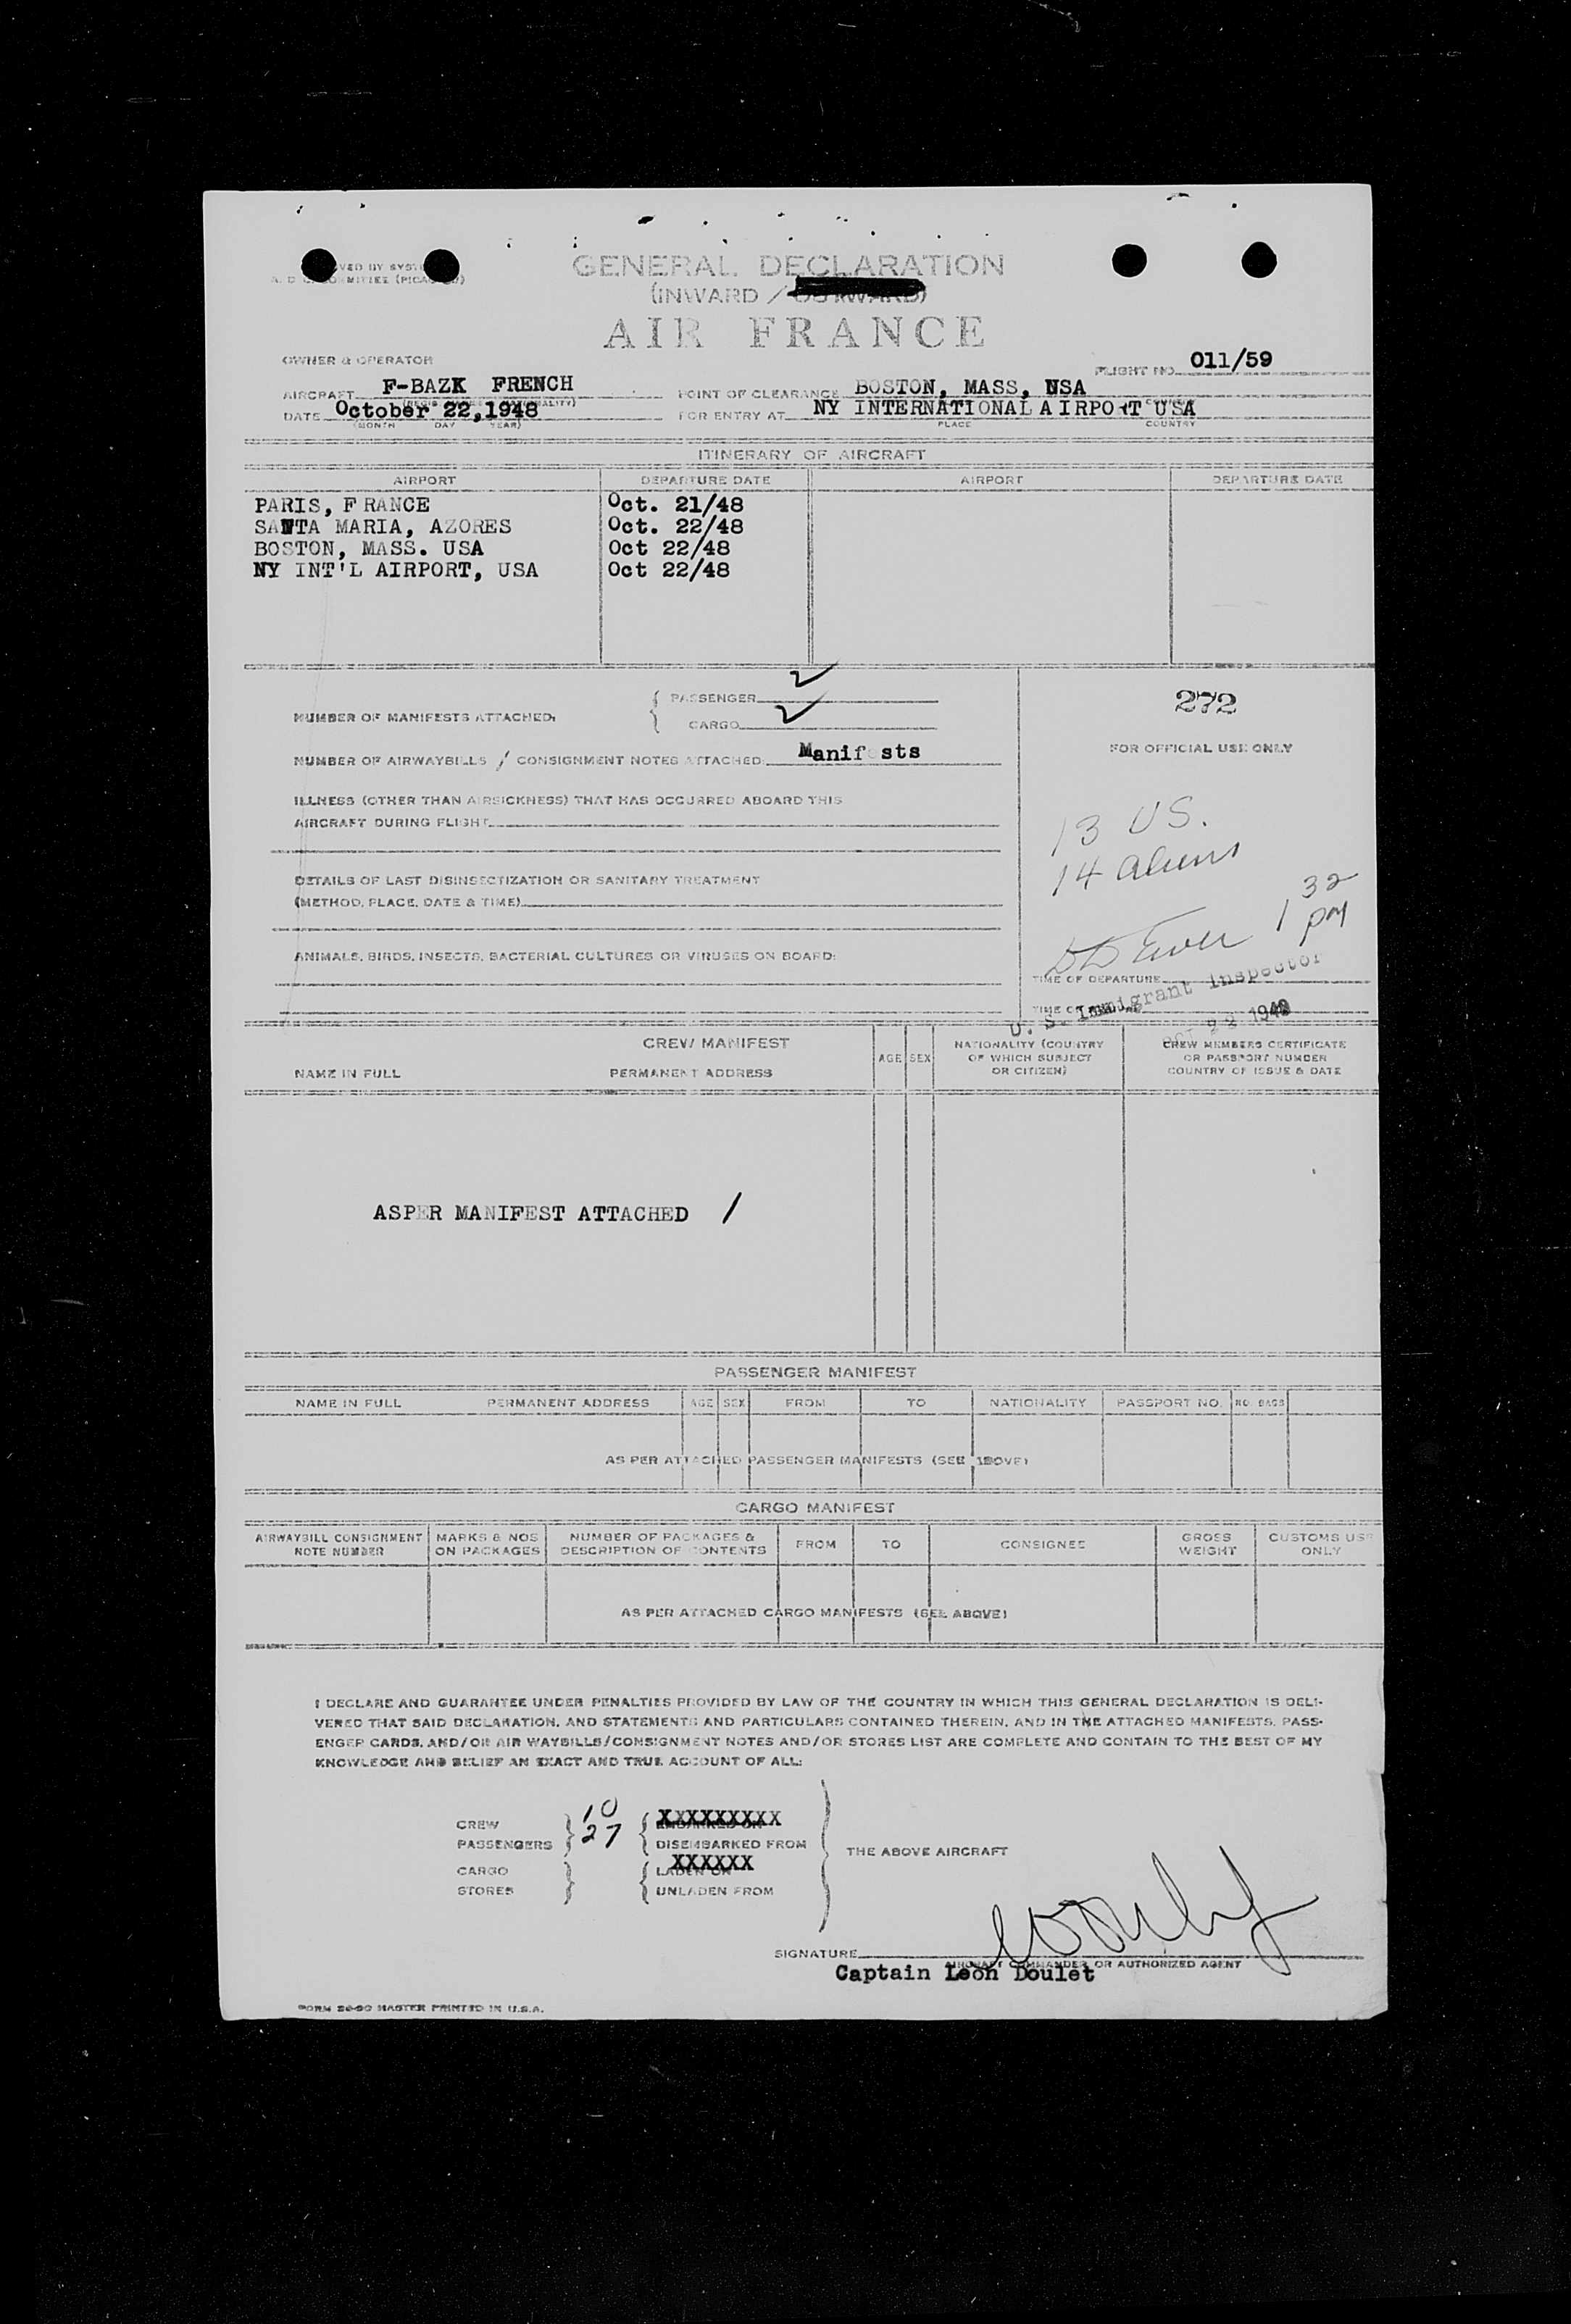 GENERAL DECLARATION
(INWARD /
AIR FRANCE
OWNER & OPERATOR
FLIGHT NO. 011/59
AIRCRAFT F-BAZK FRENCH
POINT OF CLEARANCE BOSTON, MASS, USA
DATE October 22,1948
(MONTH DAY YEAR)
FOR ENTRY AT NY INTERNATIONAL AIRPORT USA
PLACE COUNTRY
ITINERARY OF AIRCRAFT
AIRPORT DEPARTURE DATE AIRPORT DEPARTURE DATE
PARIS, FRANCE Oct. 21/48
SANTA MARIA, AZORES Oct. 22/48
BOSTON, MASS. USA Oct 22/48
NY INT'L AIRPORT, USA Oct 22/48
272
NUMBER OF MANIFESTS ATTACHED:
PASSENGER
CARGO
NUMBER OF AIRWAYBILLS / CONSIGNMENT NOTES ATTACHED: Manifests
FOR OFFICIAL USE ONLY
ILLNESS (OTHER THAN AIRSICKNESS) THAT HAS OCCURRED ABOARD THIS
AIRCRAFT DURING FLIGHT
13 US.
14 aliens
DETAILS OF LAST DISINSECTIZATION OR SANITARY TREATMENT
(METHOD, PLACE, DATE & TIME)
1 32 PM
ANIMALS, BIRDS, INSECTS, BACTERIAL CULTURES OR VIRUSES ON BOARD:
TIME OF DEPARTURE
U. S. Immigrant Inspector
OCT 22 1948
CREW MANIFEST
NAME IN FULL PERMANENT ADDRESS AGE SEX
NATIONALITY (COUNTRY
OF WHICH SUBJECT
OR CITIZEN)
CREW MEMBERS CERTIFICATE
OR PASSPORT NUMBER
COUNTRY OF ISSUE & DATE
ASPER MANIFEST ATTACHED /
PASSENGER MANIFEST
NAME IN FULL PERMANENT ADDRESS AGE SEX FROM TO NATIONALITY PASSPORT NO. NO. BAGS
AS PER ATTACHED PASSENGER MANIFESTS (SEE ABOVE)
CARGO MANIFEST
AIRWAYBILL CONSIGNMENT
NOTE NUMBER
MARKS & NOS
ON PACKAGES
NUMBER OF PACKAGES &
DESCRIPTION OF CONTENTS
FROM TO CONSIGNEE
GROSS
WEIGHT
CUSTOMS USE
ONLY
AS PER ATTACHED CARGO MANIFESTS (SEE ABOVE)
I DECLARE AND GUARANTEE UNDER PENALTIES PROVIDED BY LAW OF THE COUNTRY IN WHICH THIS GENERAL DECLARATION IS DELI-
VERED THAT SAID DECLARATION, AND STATEMENTS AND PARTICULARS CONTAINED THEREIN, AND IN THE ATTACHED MANIFESTS, PASS-
ENGER CARDS, AND/OR AIR WAYBILLS/CONSIGNMENT NOTES AND/OR STORES LIST ARE COMPLETE AND CONTAIN TO THE BEST OF MY
KNOWLEDGE AND BELIEF AN EXACT AND TRUE ACCOUNT OF ALL:
CREW 10 XXXXXXXXX
PASSENGERS 27 DISEMBARKED FROM
THE ABOVE AIRCRAFT
CARGO XXXXXX
STORES UNLADEN FROM
SIGNATURE
AIRCRAFT COMMANDER OR AUTHORIZED AGENT
Captain Leon Doulet
FORM 26-90 MASTER PRINTED IN U.S.A.